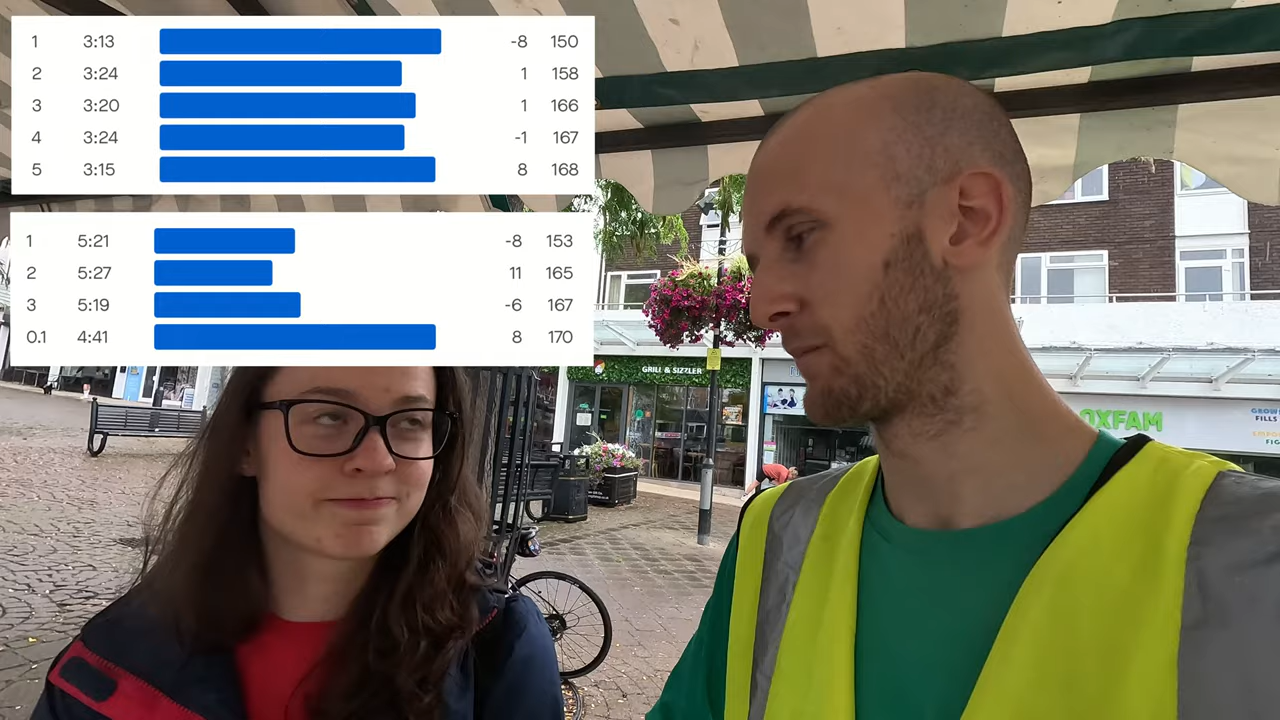 1 3:13 -8 150
2 3:24 1 158
3 3:20 1 166
4 3:24 -1 167
5 3:15 8 168
1 5:21 -8 153
2 5:27 11 165
3 5:19 -6 167
0.1 4:41 8 170
GRILL & SIZZLER
OXFAM